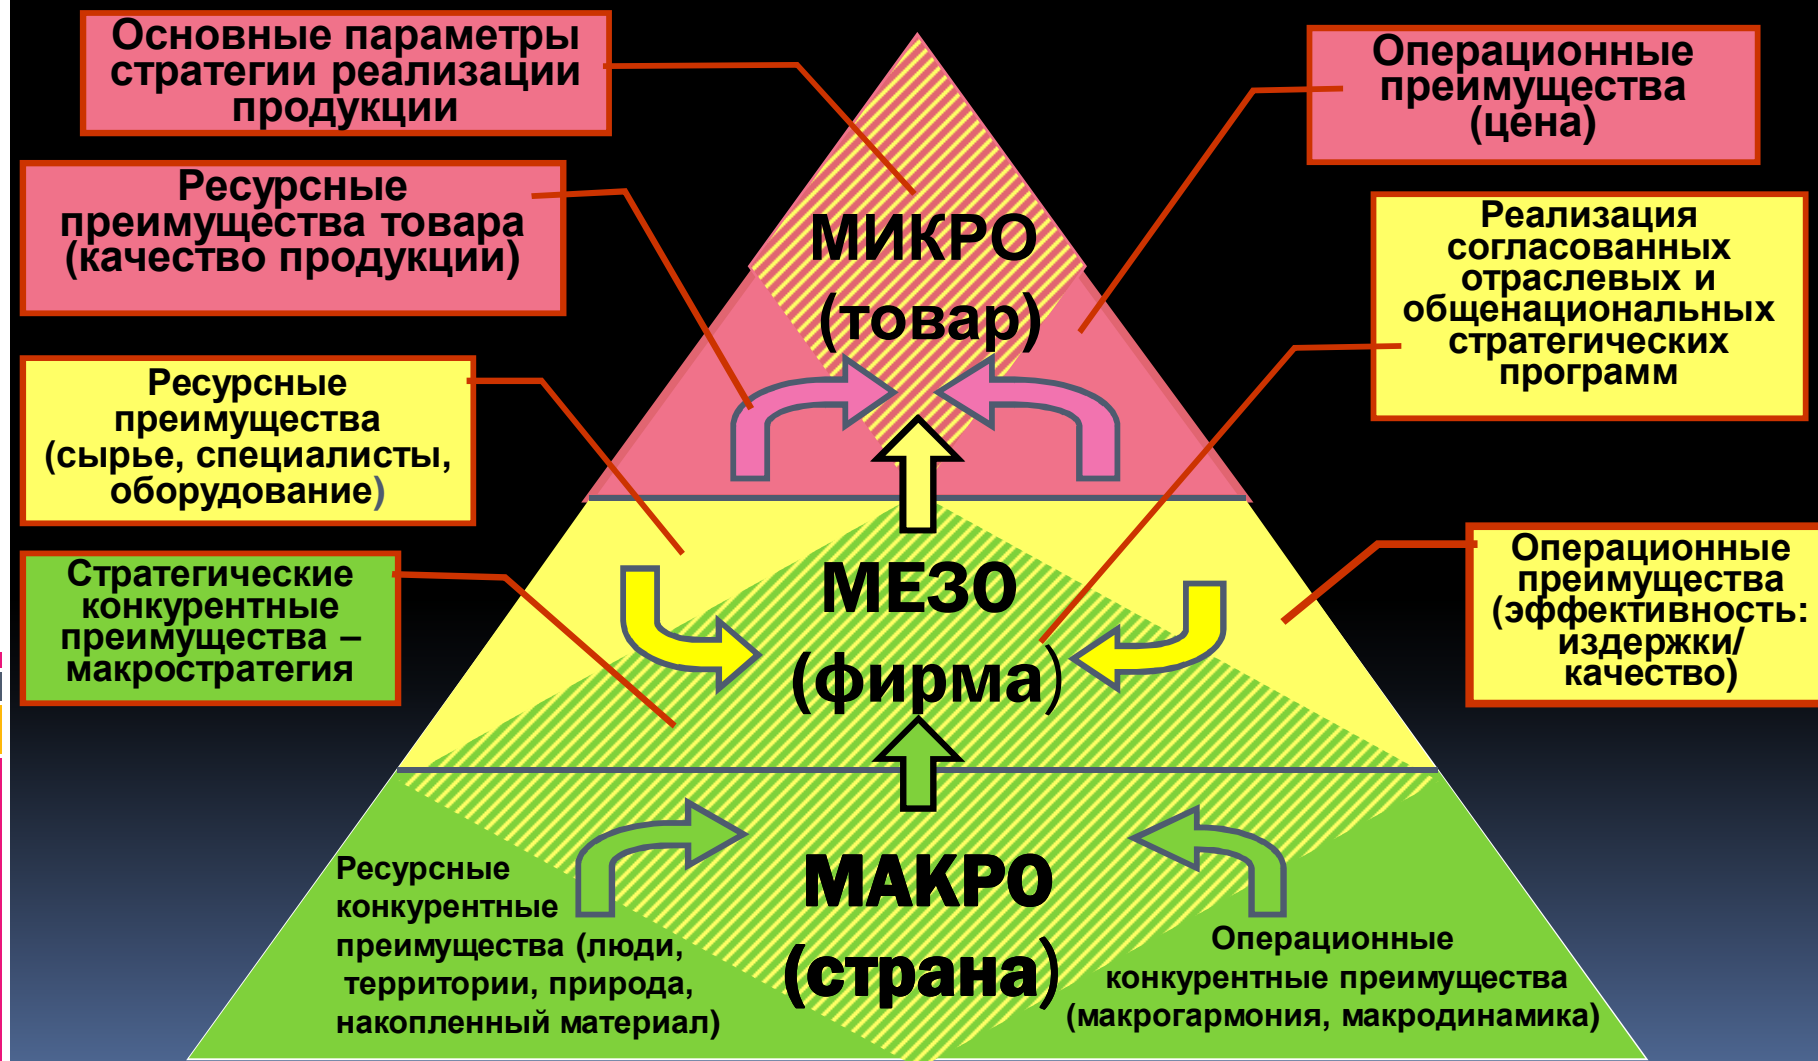 Основные параметры
стратегии реализации
продукции
Операционные
преимущества
(цена)
Ресурсные
преимущества товара
(качество продукции)
Реализация
согласованных
отраслевых и
общенациональных
стратегических
программ
МИКРО
(товар)
Ресурсные
преимущества
(сырье, специалисты,
оборудование)
Стратегические
конкурентные
преимущества –
макростратегия
МЕЗО
(фирма)
Операционные
преимущества
(эффективность:
издержки/
качество)
Ресурсные
конкурентные
преимущества (люди,
территории, природа,
накопленный материал)
МАКРО
(страна)
Операционные
конкурентные преимущества
(макрогармония, макродинамика)